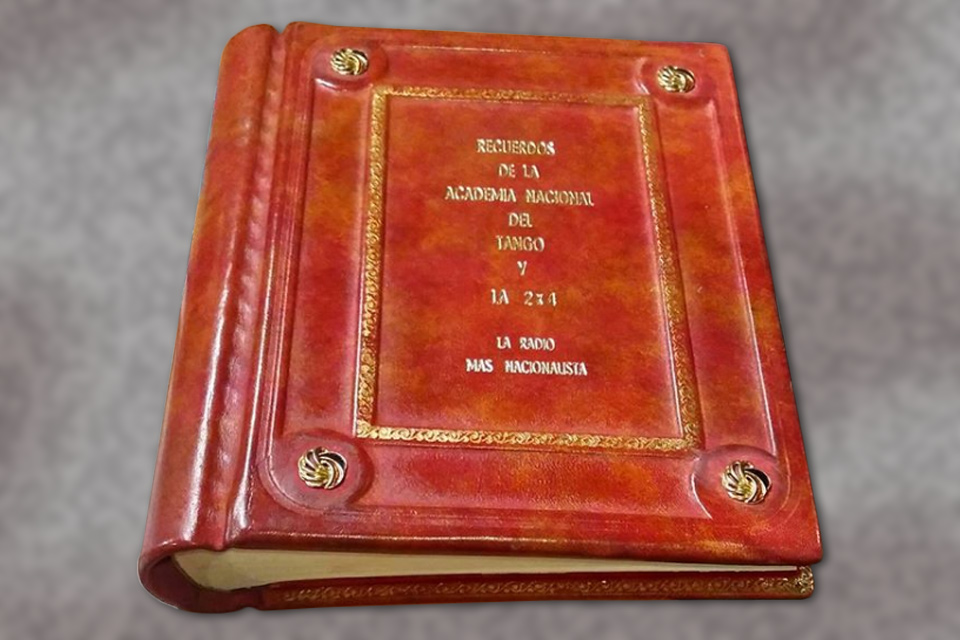 RECUERDOS
DE LA
ACADEMIA NACIONAL
DEL
TANGO
Y
LA 2x4
LA RADIO
MAS NACIONALISTA